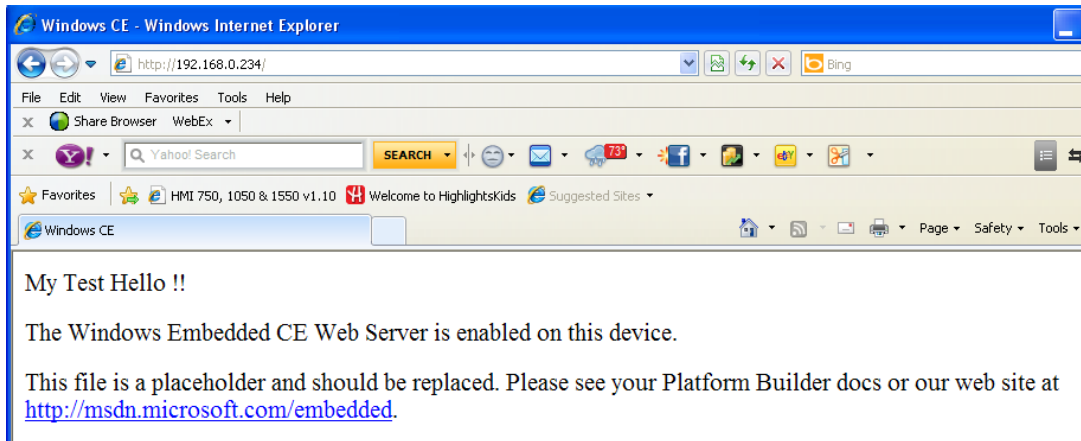 Windows CE - Windows Internet Explorer
http://192.168.0.234/ Bing
File Edit View Favorites Tools Help
x Share Browser WebEx
x Y! Yahoo! Search SEARCH 73° f ebY
Favorites HMI 750, 1050 & 1550 v1.10 H Welcome to HighlightsKids Suggested Sites
Windows CE Page Safety Tools
My Test Hello !!
The Windows Embedded CE Web Server is enabled on this device.
This file is a placeholder and should be replaced. Please see your Platform Builder docs or our web site at
http://msdn.microsoft.com/embedded.